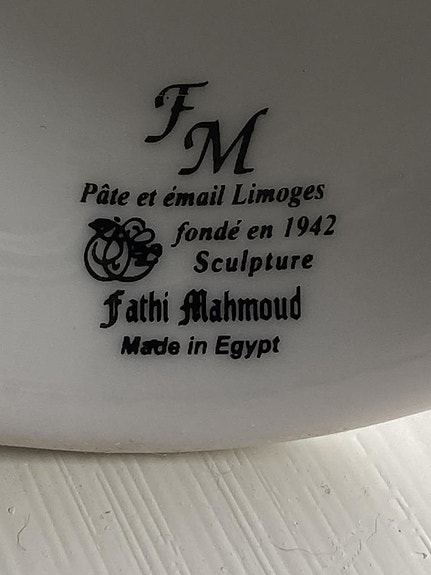 FM
Pâte et émail Limoges
fondé en 1942
Sculpture
Fathi Mahmoud
Made in Egypt